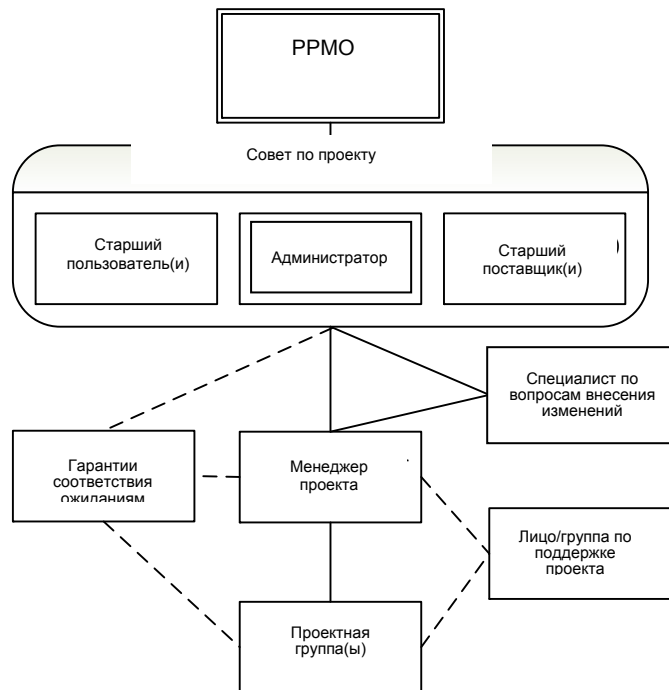 PPMO
Совет по проекту
Старший
пользователь(и)
Администратор
Старший
поставщик(и)
Специалист по
вопросам внесения
изменений
Гарантии
соответствия
ожиданиям
Менеджер
проекта
Лицо/группа по
поддержке
проекта
Проектная
группа(ы)